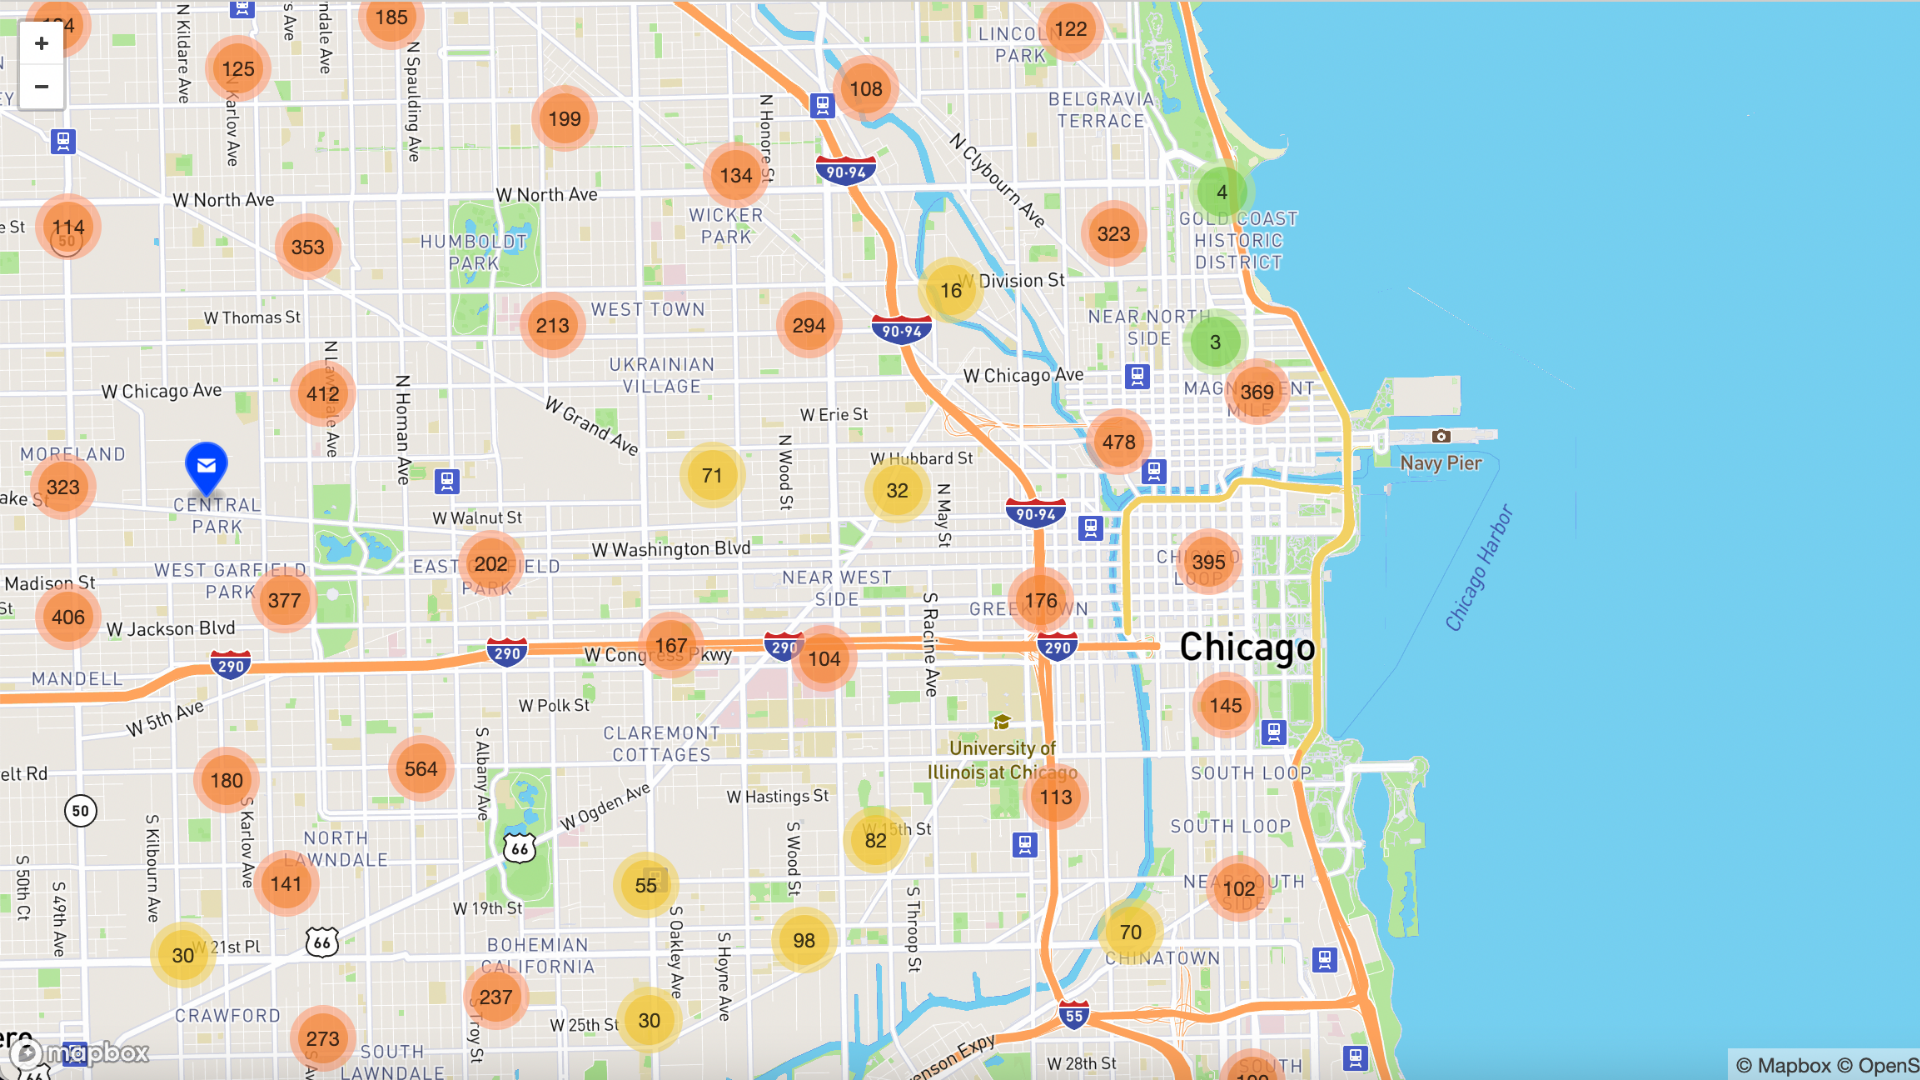 185
122
LINCOLN
PARK
+
−
125
N Kildare Ave
N Karlov Ave
N Spaulding Ave
108
BELGRAVIA
TERRACE
199
N Honore St
N Clybourn Ave
90-94
134
W North Ave
W North Ave
4
114
50
353
HUMBOLDT
PARK
WICKER
PARK
323
GOLD COAST
HISTORIC
DISTRICT
16
W Division St
W Thomas St
213
WEST TOWN
294
90-94
NEAR NORTH
SIDE
3
UKRAINIAN
VILLAGE
W Chicago Ave
W Chicago Ave
412
N Homan Ave
369
MILE
W Grand Ave
W Erie St
478
MORELAND
N Wood St
W Hubbard St
Navy Pier
323
71
32
N May St
CENTRAL
PARK
W Walnut St
90-94
Chicago Harbor
W Washington Blvd
202
PARK
395
LOOP
Madison St
WEST GARFIELD
PARK
377
NEAR WEST
SIDE
S Racine Ave
176
GREEKTOWN
406
W Jackson Blvd
290
290
167
W Congress Pkwy
290
104
290
Chicago
MANDELL
W 5th Ave
W Polk St
145
CLAREMONT
COTTAGES
University of
Illinois at Chicago
180
564
S Albany Ave
SOUTH LOOP
50
W Ogden Ave
W Hastings St
113
S Kilbourn Ave
S Karlov Ave
NORTH
LAWNDALE
66
S Wood St
82
W 15th St
SOUTH LOOP
S 50th Ct
S 49th Ave
141
55
102
NEAR SOUTH
SIDE
W 19th St
S Oakley Ave
S Throop St
30
W 21st Pl
66
BOHEMIAN
CALIFORNIA
S Hoyne Ave
98
70
CHINATOWN
237
S Troy St
CRAWFORD
W 25th St
30
55
273
SOUTH
LAWNDALE
W 28th St
SOUTH
mapbox
66
© Mapbox © OpenS